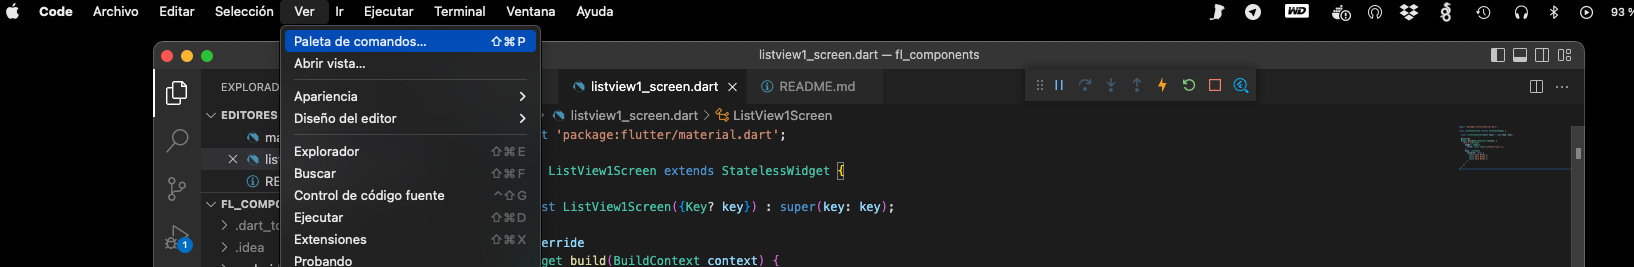 Code Archivo Editar Selección Ver Ir Ejecutar Terminal Ventana Ayuda WD 93 %
Paleta de comandos... ⇧⌘P
Abrir vista...
Apariencia
Diseño del editor
Explorador ⇧⌘E
Buscar ⇧⌘F
Control de código fuente ^⇧G
Ejecutar ⇧⌘D
Extensiones ⇧⌘X
Probando
listview1_screen.dart — fl_components
EXPLORAD
EDITORES
ma
lis
RE
FL_COMPO
.dart_to
.idea
1
listview1_screen.dart
README.md
listview1_screen.dart > ListView1Screen
t 'package:flutter/material.dart';
ListView1Screen extends StatelessWidget {
st ListView1Screen({Key? key}) : super(key: key);
erride
get build(BuildContext context) {